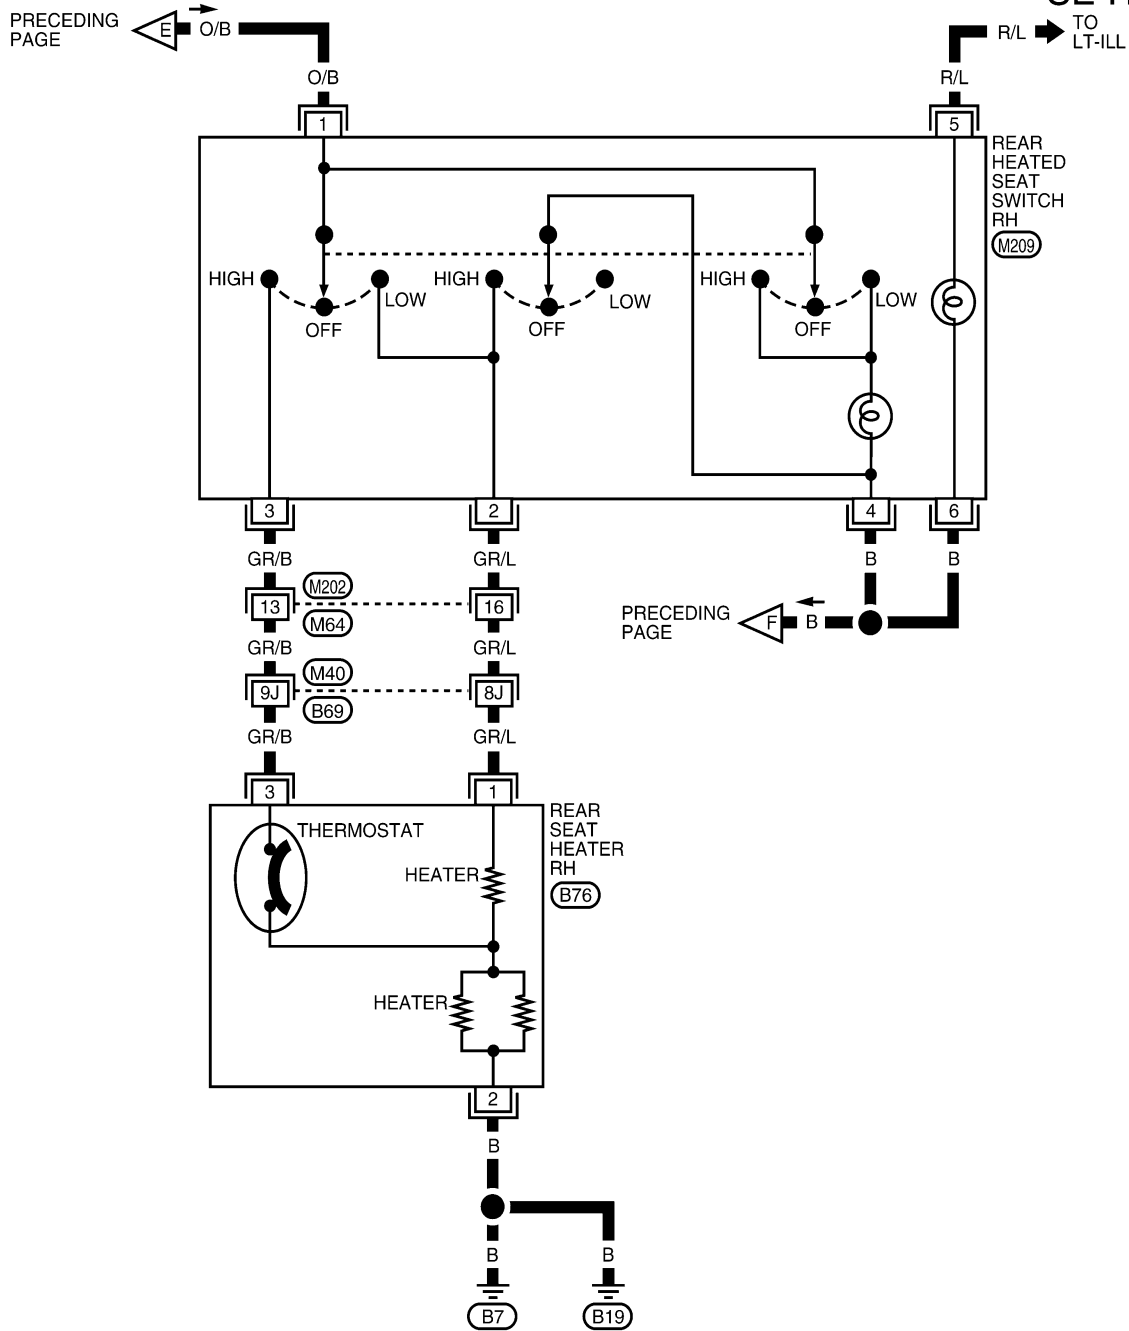 PRECEDING
PAGE
E
O/B
O/B
1
R/L
TO
LT-ILL
R/L
5
REAR
HEATED
SEAT
SWITCH
RH
M209
HIGH
LOW
OFF
HIGH
LOW
OFF
HIGH
LOW
OFF
3
2
4
6
GR/B
GR/L
B
B
M202
13
16
M64
PRECEDING
PAGE
F
B
GR/B
GR/L
M40
9J
8J
B69
GR/B
GR/L
3
1
REAR
SEAT
HEATER
RH
B76
THERMOSTAT
HEATER
HEATER
2
B
B
B
B7
B19